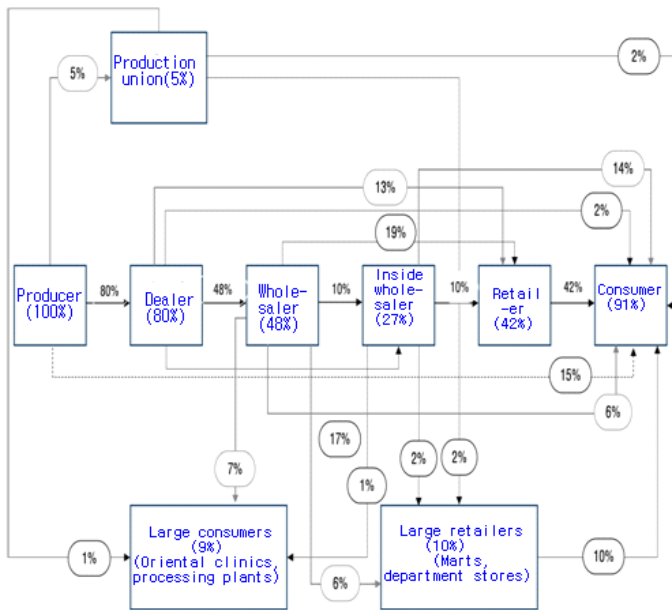 Production
union(5%)
2%
5%
14%
13%
2%
19%
Producer
(100%)
80%
Dealer
(80%)
48%
Whole-
saler
(48%)
10%
Inside
whole-
saler
(27%)
10%
Retail
-er
(42%)
42%
Consumer
(91%)
15%
6%
17%
7%
2%
2%
1%
Large consumers
(9%)
(Oriental clinics,
processing plants)
Large retailers
(10%)
(Marts,
department stores)
1%
6%
10%